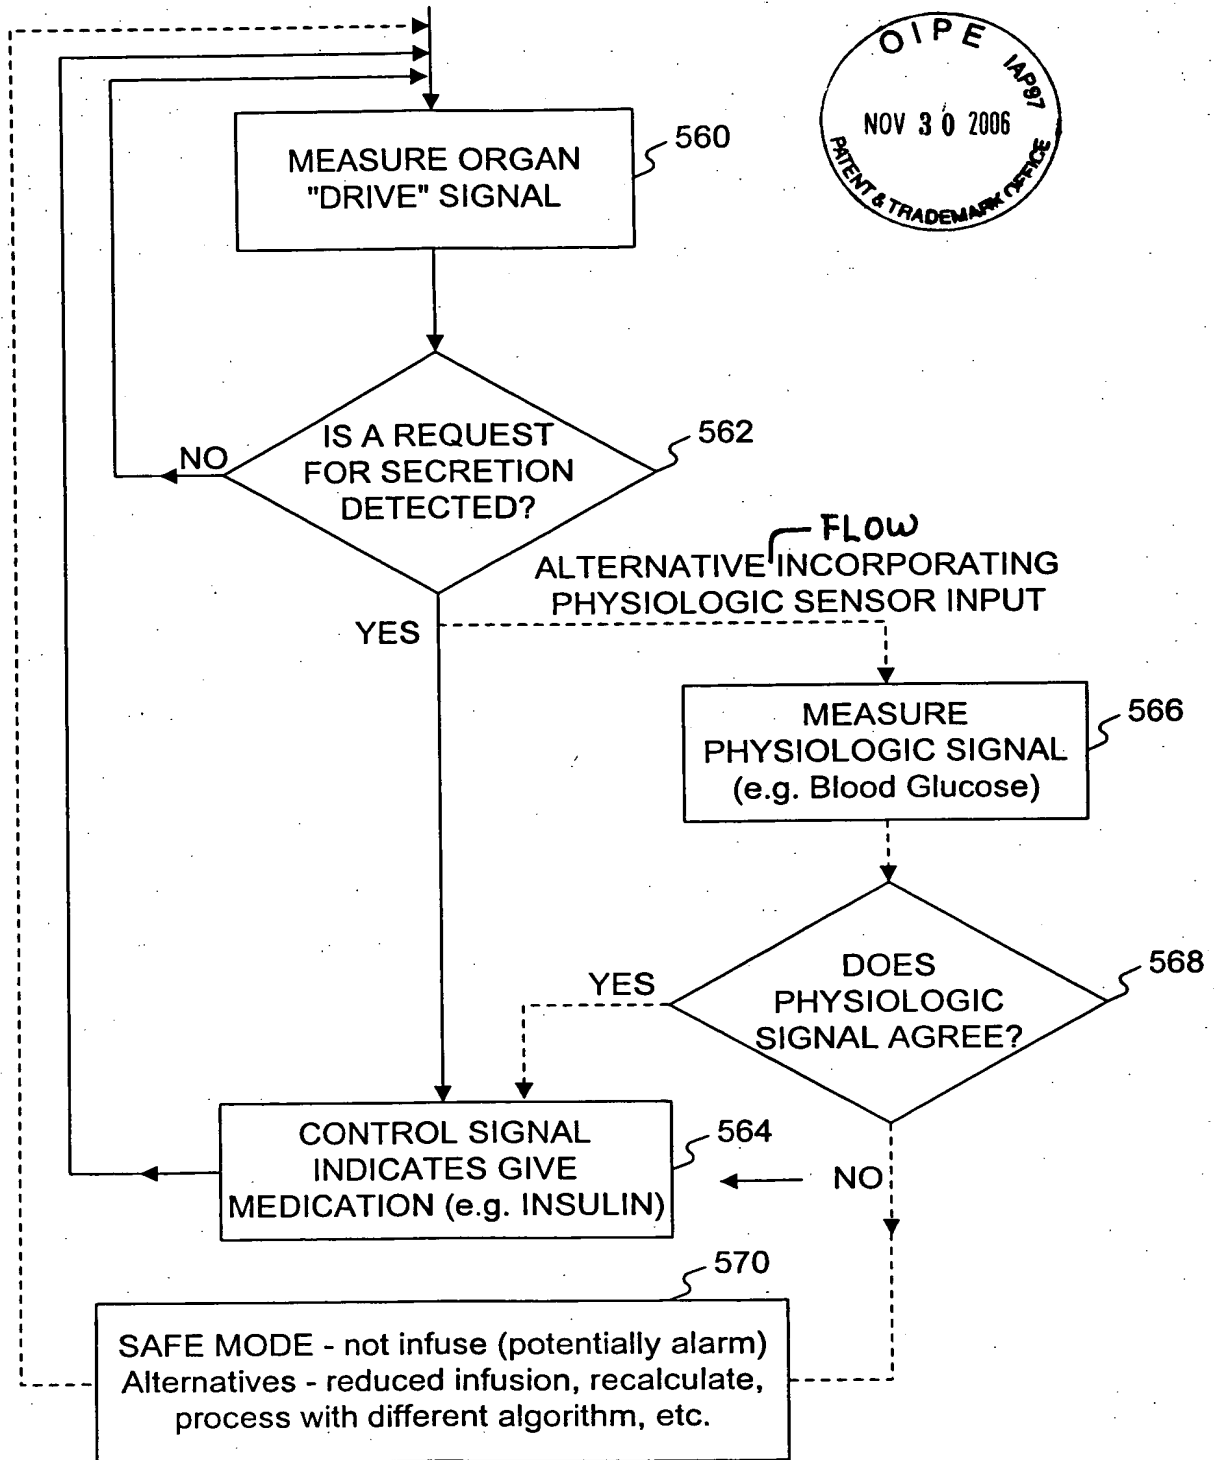 OIPE
IAP97
NOV 30 2006
PATENT & TRADEMARK OFFICE
MEASURE ORGAN
"DRIVE" SIGNAL
560
IS A REQUEST
FOR SECRETION
DETECTED?
562
NO
FLOW
ALTERNATIVE INCORPORATING
PHYSIOLOGIC SENSOR INPUT
YES
MEASURE
PHYSIOLOGIC SIGNAL
(e.g. Blood Glucose)
566
DOES
PHYSIOLOGIC
SIGNAL AGREE?
568
YES
CONTROL SIGNAL
INDICATES GIVE
MEDICATION (e.g. INSULIN)
564
NO
570
SAFE MODE - not infuse (potentially alarm)
Alternatives - reduced infusion, recalculate,
process with different algorithm, etc.